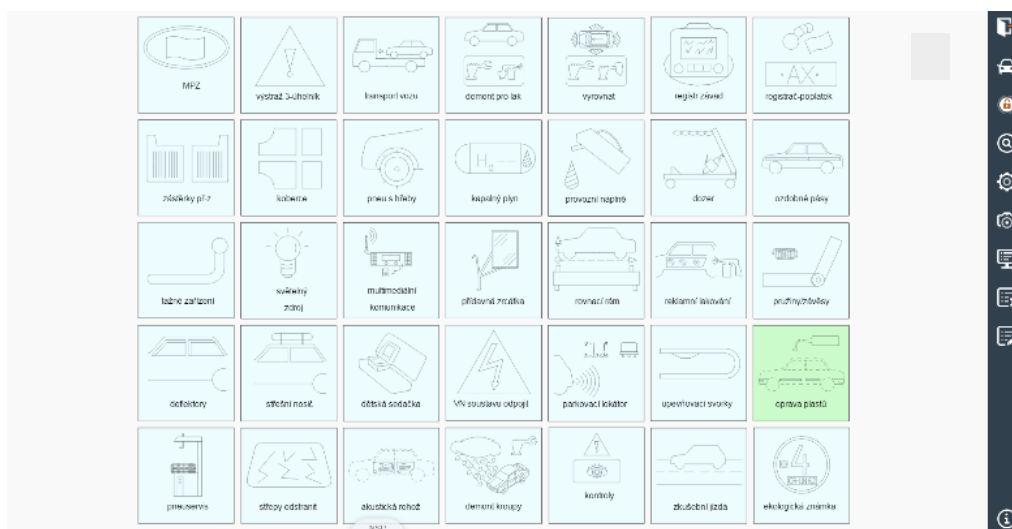 MPZ
výstraž 3-úhelník
transport vozu
demont pro lak
vyrovnat
registr závad
registrač-poplatek
AX
zástěrky př-z
koberce
pneu s hřeby
H2
kapalný plyn
provozní náplně
dozer
ozdobné pásy
tažné zařízení
světelný
zdroj
multimediální
komunikace
přídavná zrcátka
rovnací rám
reklamní lakování
pružiny/závěsy
deflektory
střešní nosič
dětská sedačka
VN soustavu odpojit
parkovací lokátor
upevňovací svorky
oprava plastů
pneuservis
střepy odstranit
akustická rohož
demont kroupy
kontroly
zkušební jízda
4
ekologická známka